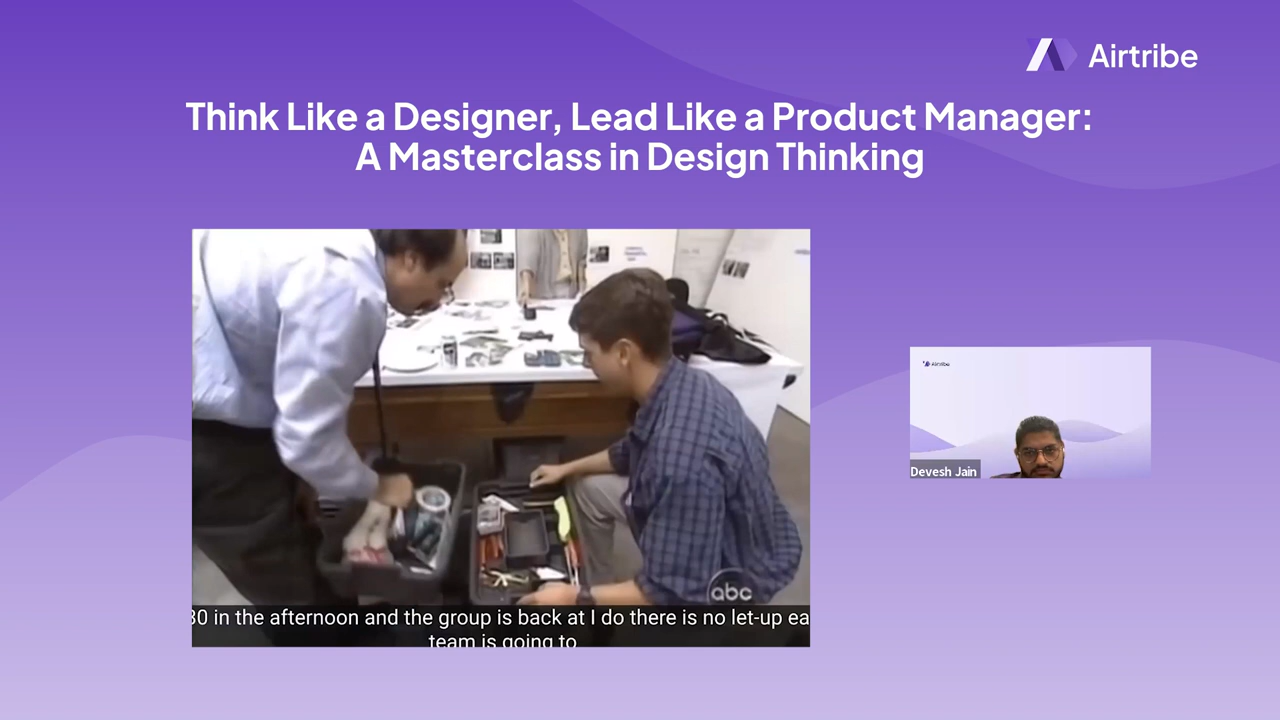 Airtribe
Think Like a Designer, Lead Like a Product Manager:
A Masterclass in Design Thinking
Airtribe
Devesh Jain
abc
30 in the afternoon and the group is back at I do there is no let-up ea
team is going to